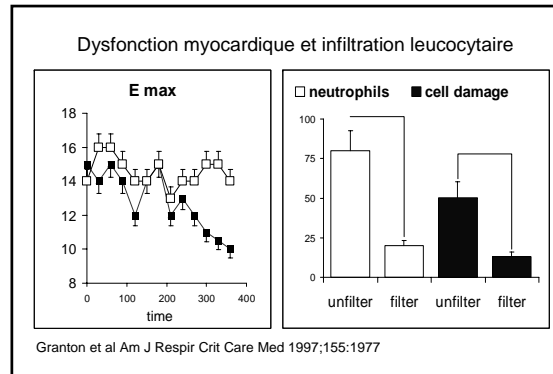 Dysfonction myocardique et infiltration leucocytaire
E max
18
16
14
12
10
8
0 100 200 300 400
time
neutrophils cell damage
100
75
50
25
0
unfilter filter unfilter filter
Granton et al Am J Respir Crit Care Med 1997;155:1977